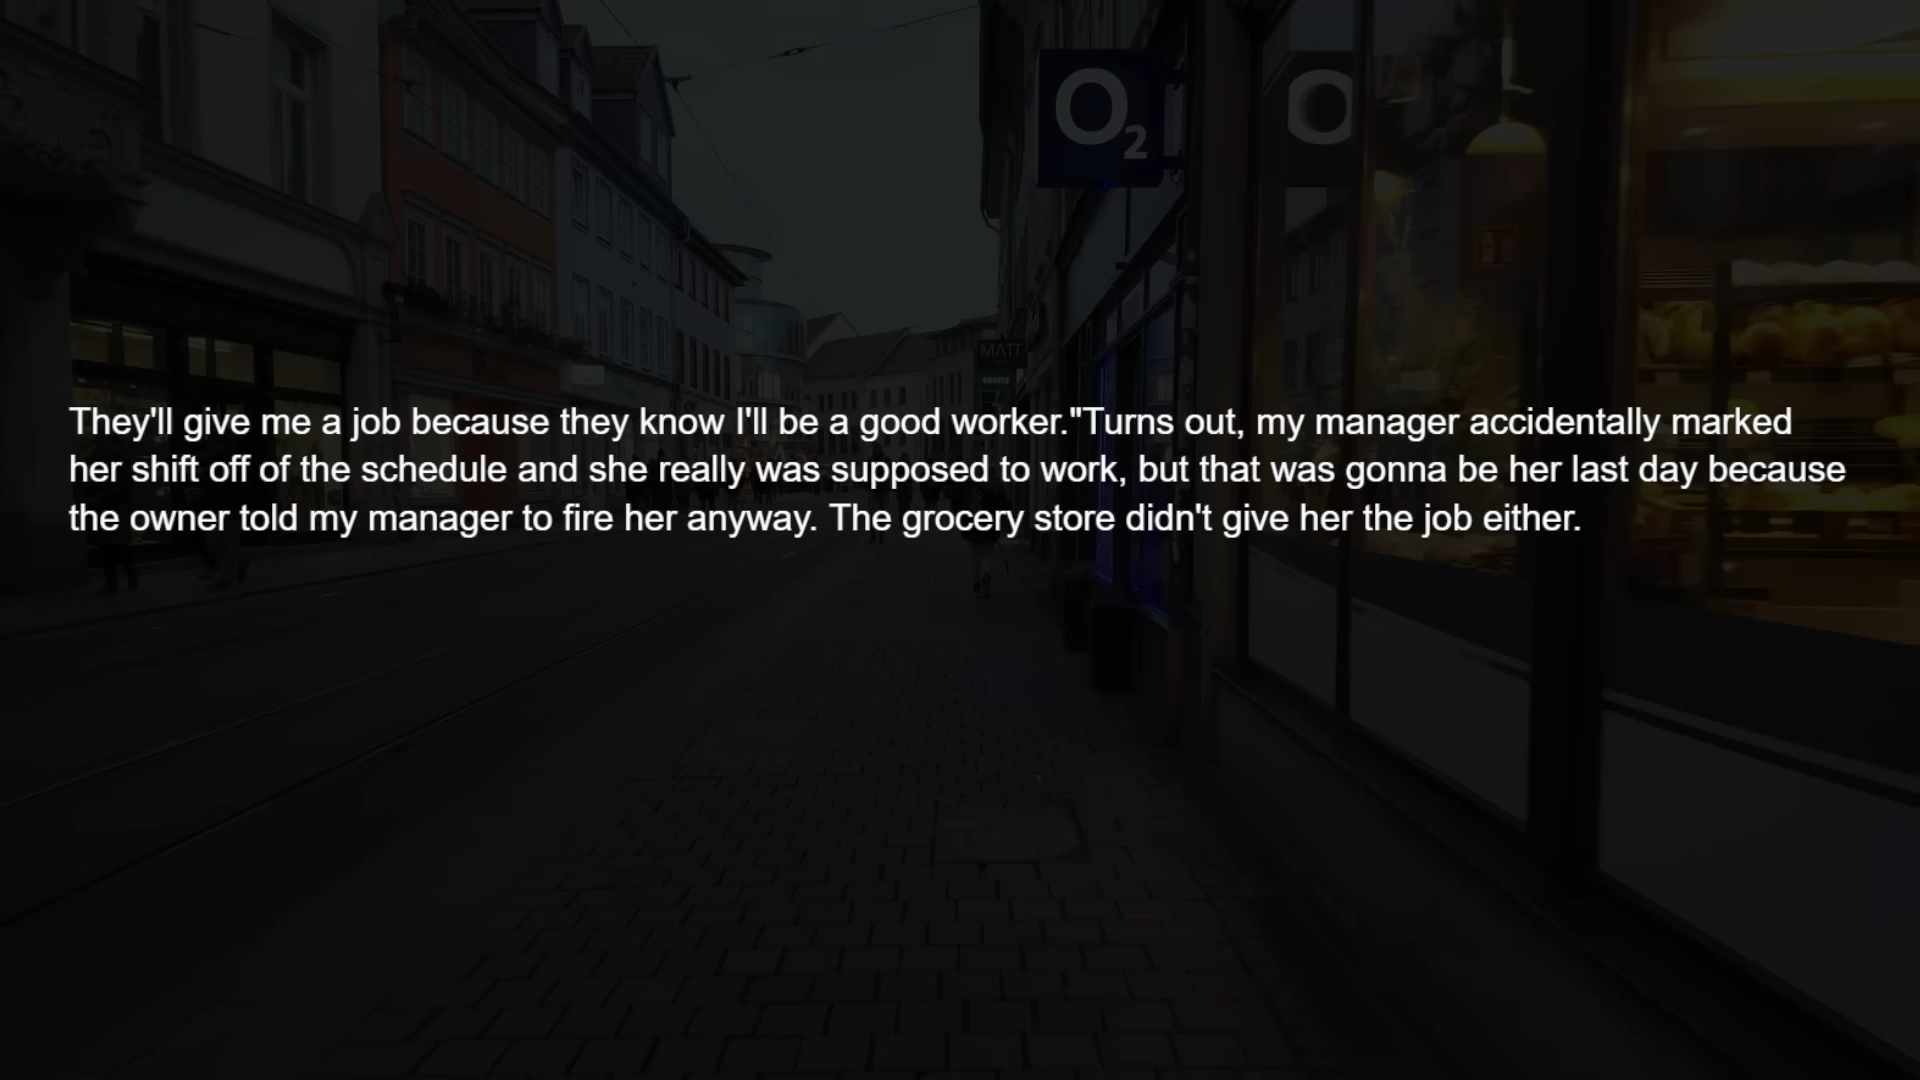 O2
O
MATT
GRAVIS
They'll give me a job because they know I'll be a good worker."Turns out, my manager accidentally marked
her shift off of the schedule and she really was supposed to work, but that was gonna be her last day because
the owner told my manager to fire her anyway. The grocery store didn't give her the job either.